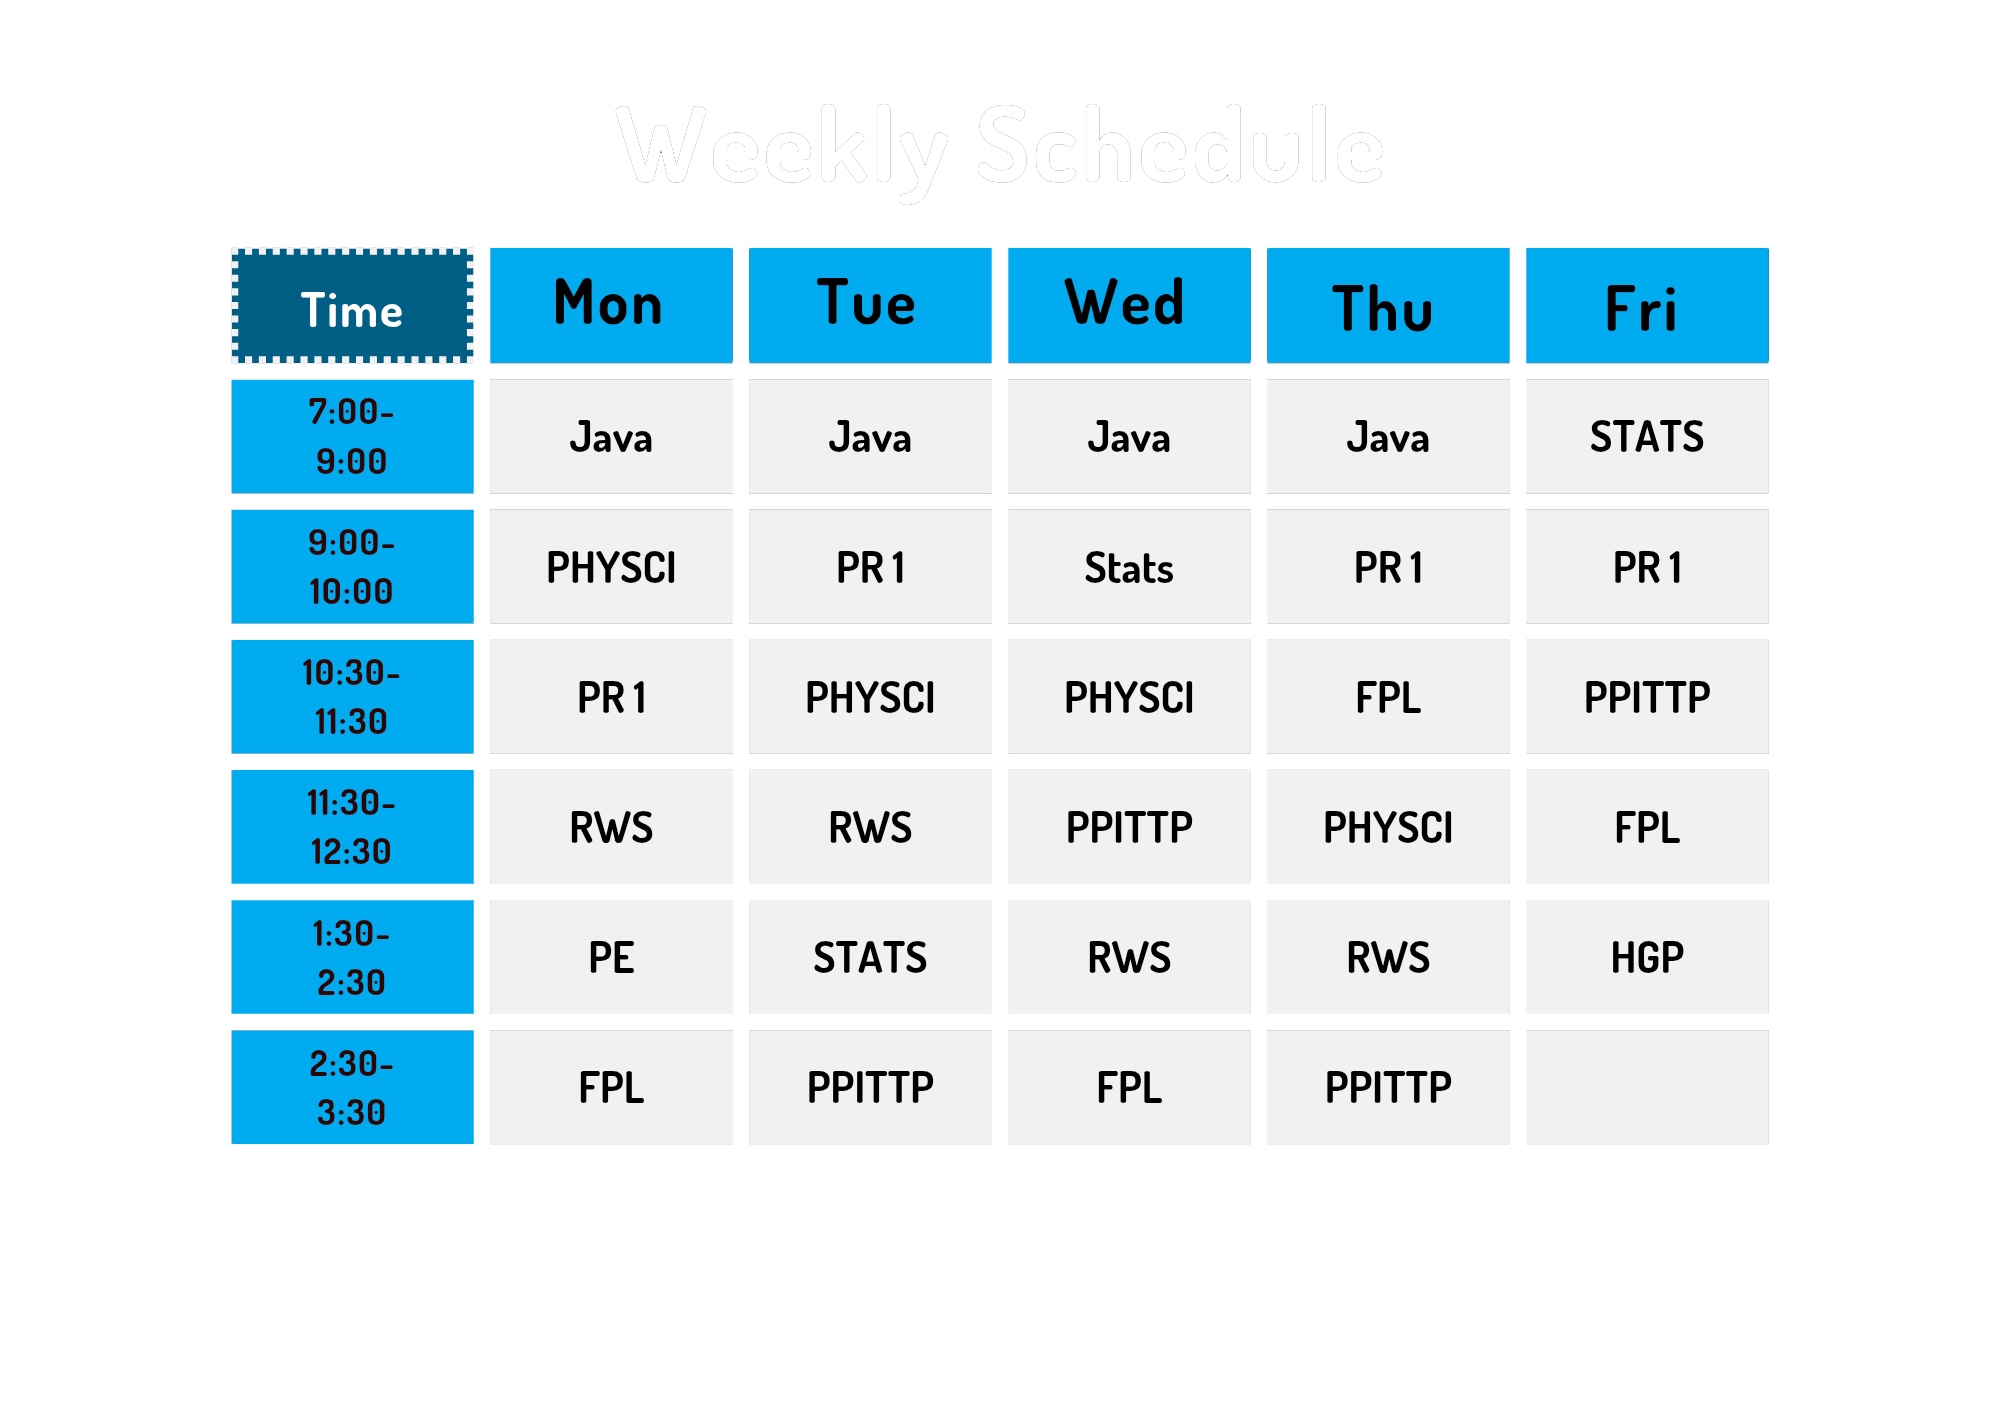 Weekly Schedule
Time Mon Tue Wed Thu Fri
7:00-
9:00
Java Java Java Java STATS
9:00-
10:00
PHYSCI PR 1 Stats PR 1 PR 1
10:30-
11:30
PR 1 PHYSCI PHYSCI FPL PPITTP
11:30-
12:30
RWS RWS PPITTP PHYSCI FPL
1:30-
2:30
PE STATS RWS RWS HGP
2:30-
3:30
FPL PPITTP FPL PPITTP